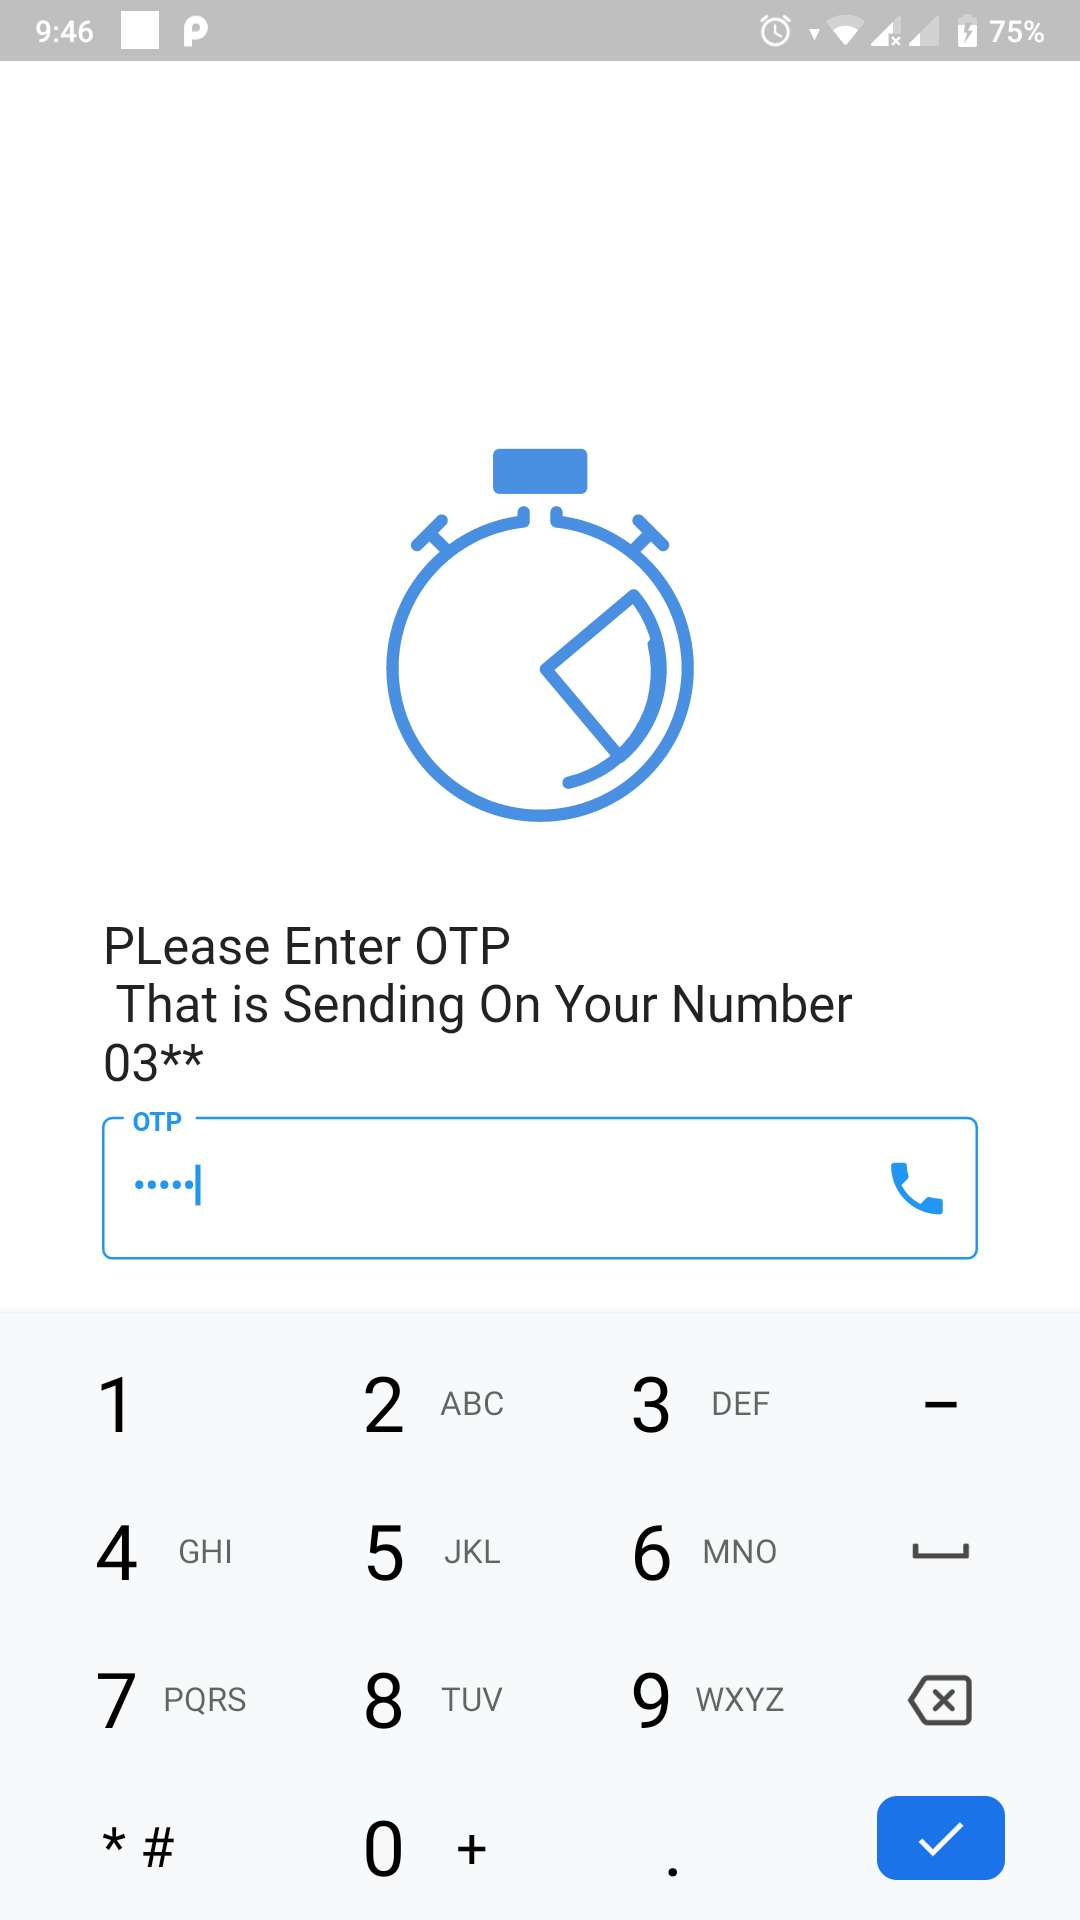 9:46 75%
PLease Enter OTP
That is Sending On Your Number
03**
OTP
•••••
1 2 ABC 3 DEF –
4 GHI 5 JKL 6 MNO
7 PQRS 8 TUV 9 WXYZ
* # 0 + .